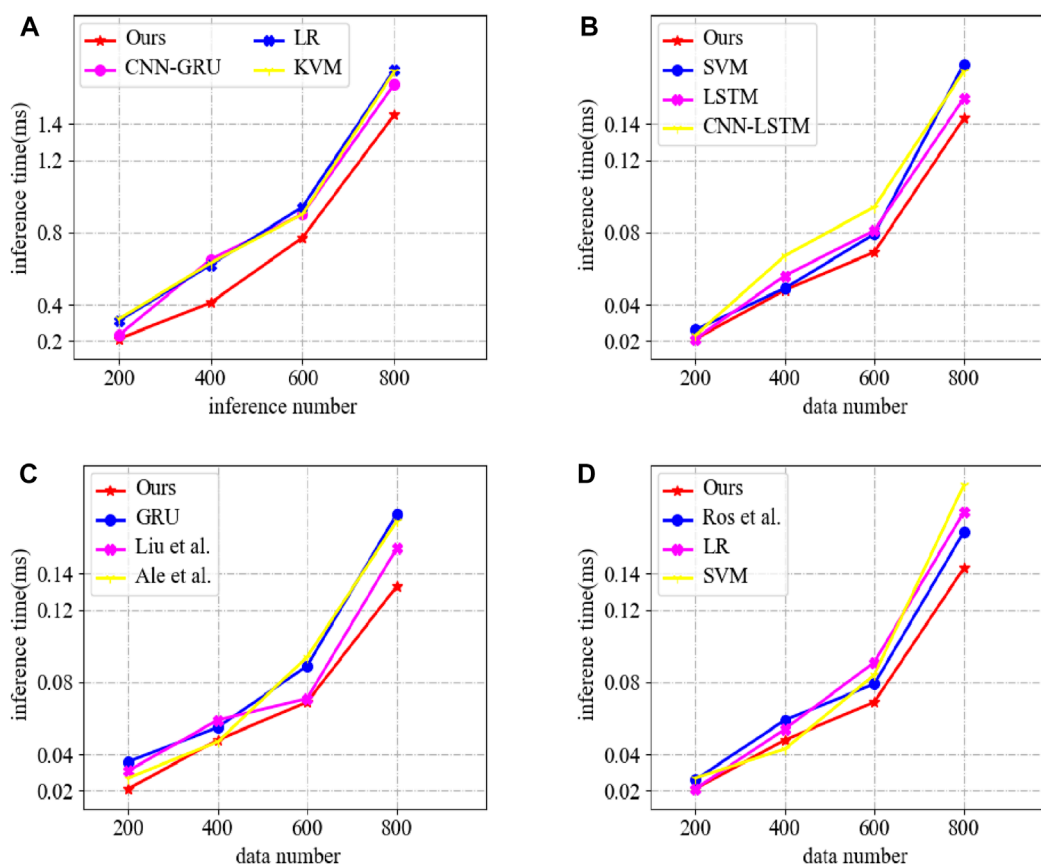 A
Ours
LR
CNN-GRU
KVM
inference time(ms)
1.4
1.2
0.8
0.4
0.2
200 400 600 800
inference number
B
Ours
SVM
LSTM
CNN-LSTM
inference time(ms)
0.14
0.12
0.08
0.04
0.02
200 400 600 800
data number
C
Ours
GRU
Liu et al.
Ale et al.
inference time(ms)
0.14
0.12
0.08
0.04
0.02
200 400 600 800
data number
D
Ours
Ros et al.
LR
SVM
inference time(ms)
0.14
0.12
0.08
0.04
0.02
200 400 600 800
data number